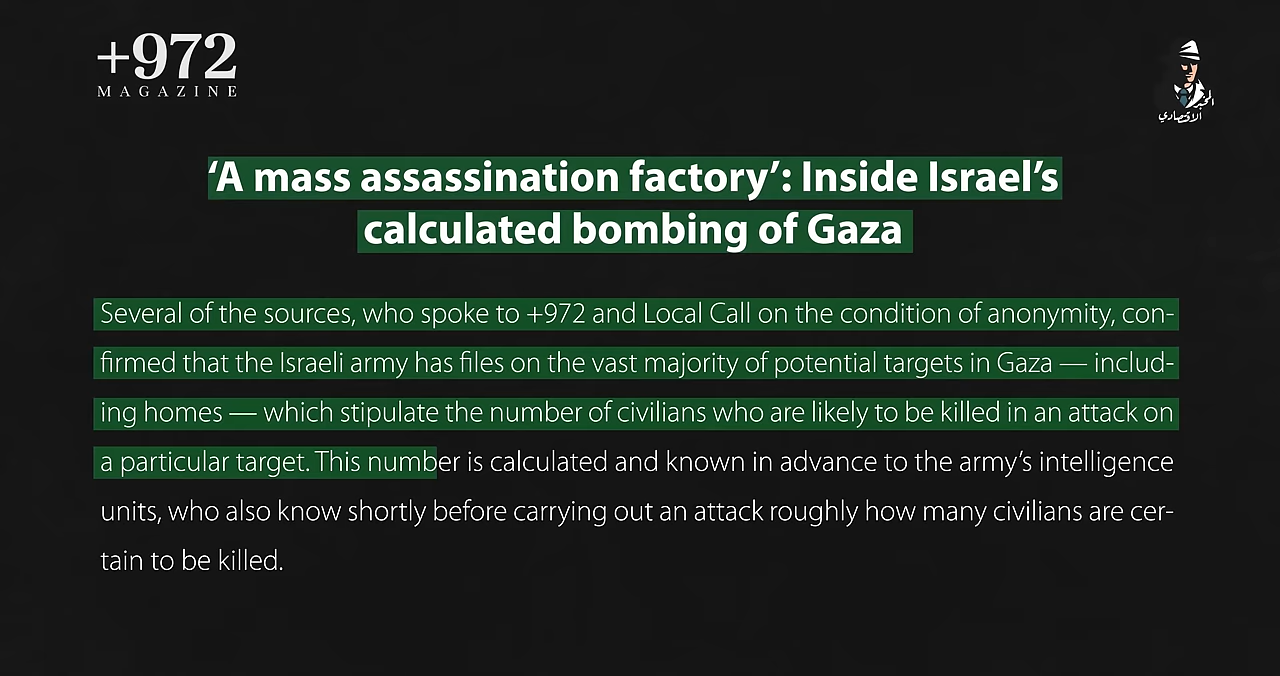 +972
MAGAZINE
المخبر
الاقتصادي
‘A mass assassination factory’: Inside Israel’s
calculated bombing of Gaza
Several of the sources, who spoke to +972 and Local Call on the condition of anonymity, con-
firmed that the Israeli army has files on the vast majority of potential targets in Gaza — includ-
ing homes — which stipulate the number of civilians who are likely to be killed in an attack on
a particular target. This number is calculated and known in advance to the army’s intelligence
units, who also know shortly before carrying out an attack roughly how many civilians are cer-
tain to be killed.